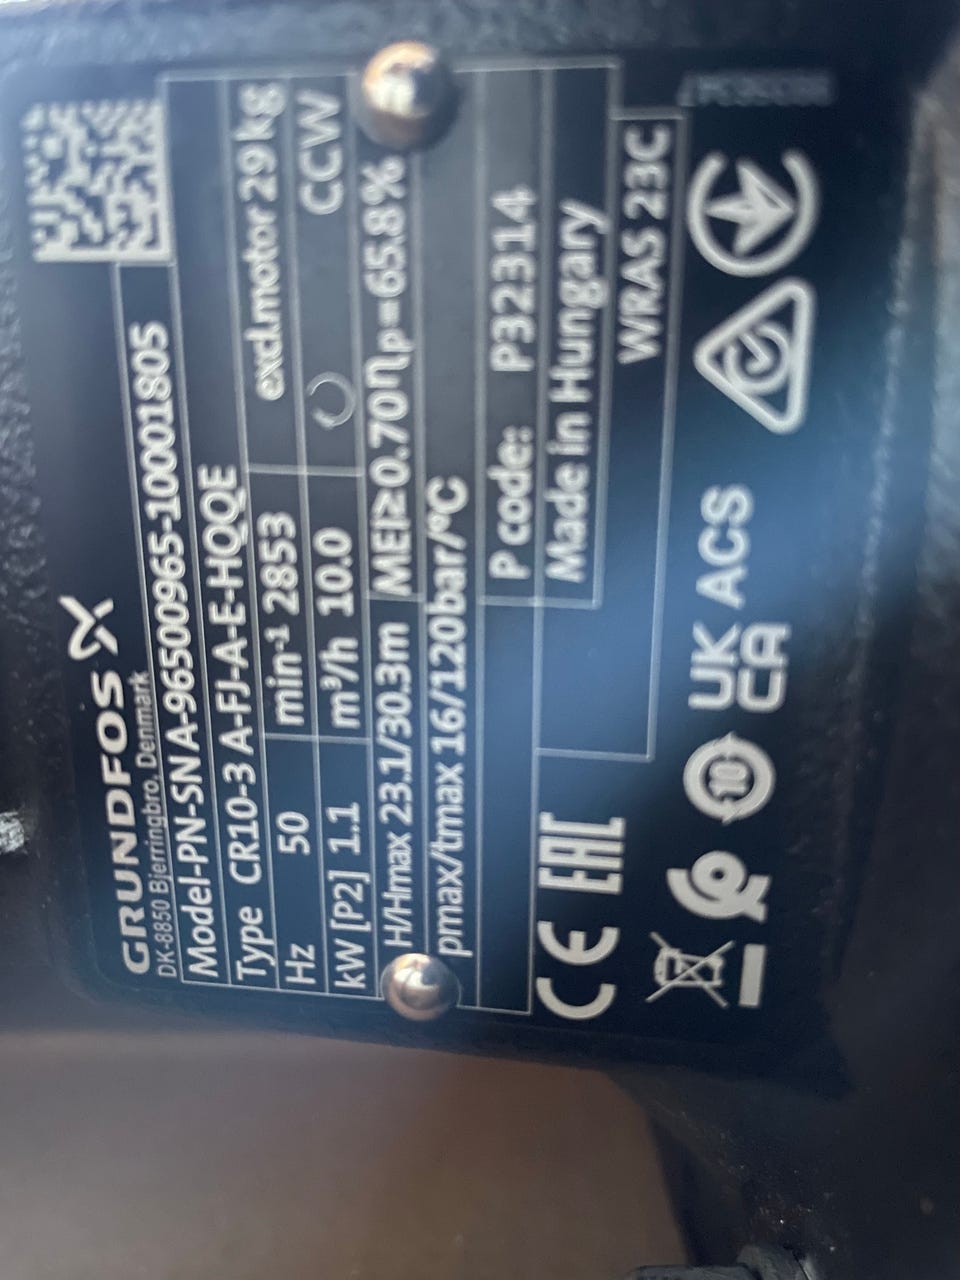 GRUNDFOS
DK-8850 Bjerringbro, Denmark
Model-PN-SN A-96500965-10001805
Type CR10-3 A-FJ-A-E-HQQE excl.motor 29 kg
Hz 50 min-¹ 2853 CCW
kW [P2] 1.1 m³/h 10.0
H/Hmax 23.1/30.3m MEI≥0.70 ηp=65.8%
pmax/tmax 16/120bar/°C
P code: P32314
Made in Hungary
WRAS 23C
CE EAC
10 UK CA ACS